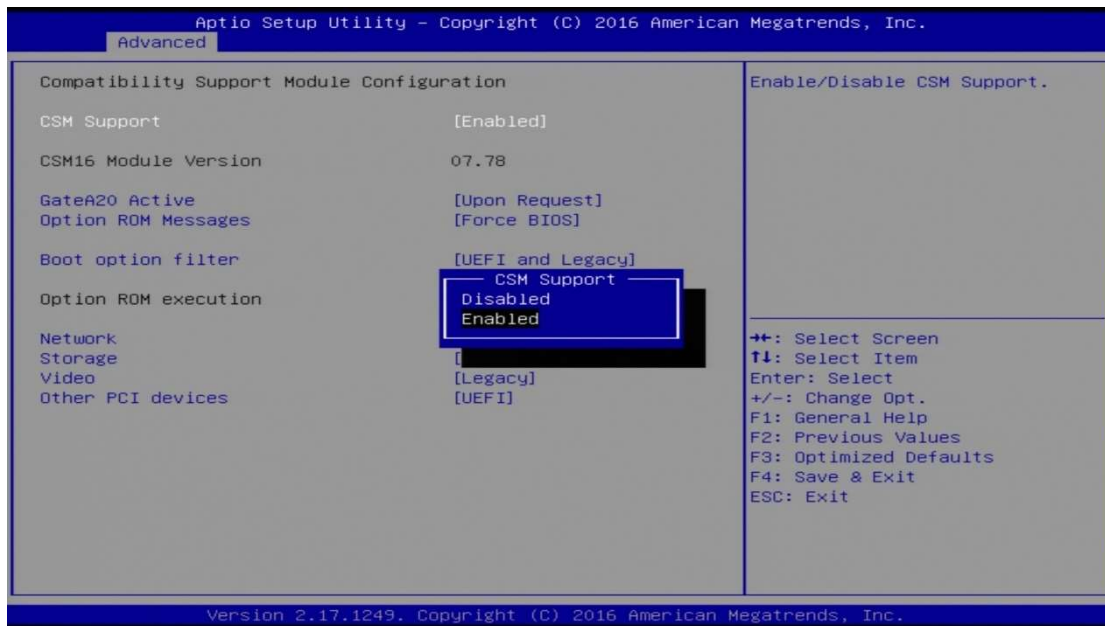 Aptio Setup Utility – Copyright (C) 2016 American Megatrends, Inc.
Advanced
Compatibility Support Module Configuration
CSM Support [Enabled]
CSM16 Module Version 07.78
GateA20 Active [Upon Request]
Option ROM Messages [Force BIOS]
Boot option filter [UEFI and Legacy]
Option ROM execution
Network
Storage [
Video [Legacy]
Other PCI devices [UEFI]
CSM Support
Disabled
Enabled
Enable/Disable CSM Support.
→←: Select Screen
↑↓: Select Item
Enter: Select
+/-: Change Opt.
F1: General Help
F2: Previous Values
F3: Optimized Defaults
F4: Save & Exit
ESC: Exit
Version 2.17.1249. Copyright (C) 2016 American Megatrends, Inc.